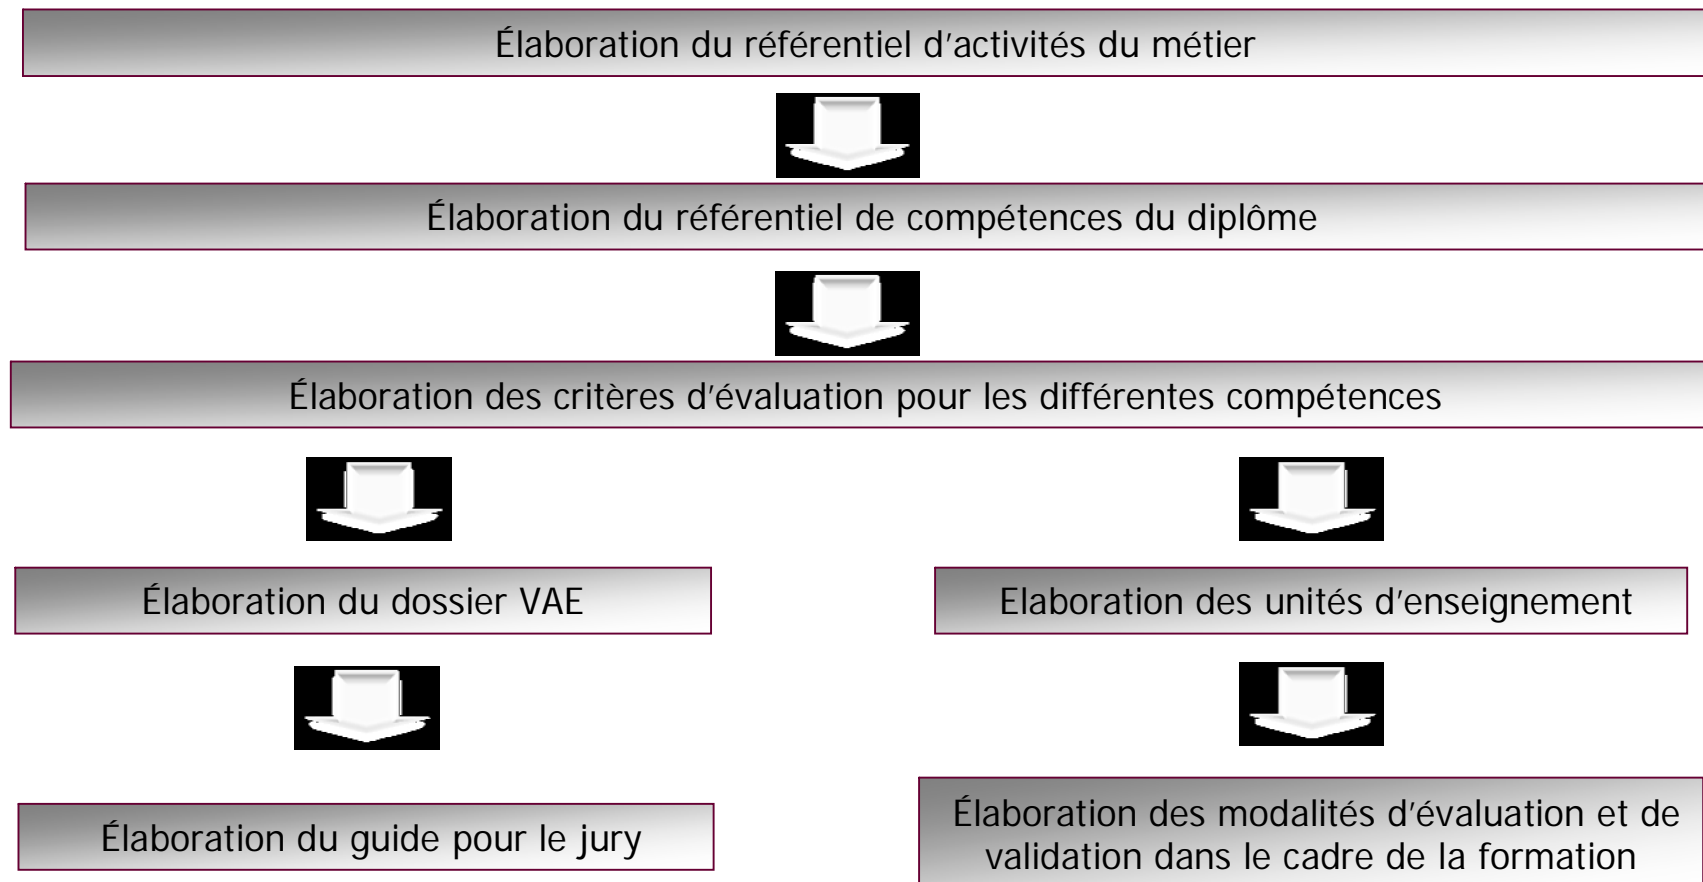 Élaboration du référentiel d'activités du métier
Élaboration du référentiel de compétences du diplôme
Élaboration des critères d'évaluation pour les différentes compétences
Élaboration du dossier VAE
Elaboration des unités d'enseignement
Élaboration du guide pour le jury
Élaboration des modalités d'évaluation et de
validation dans le cadre de la formation